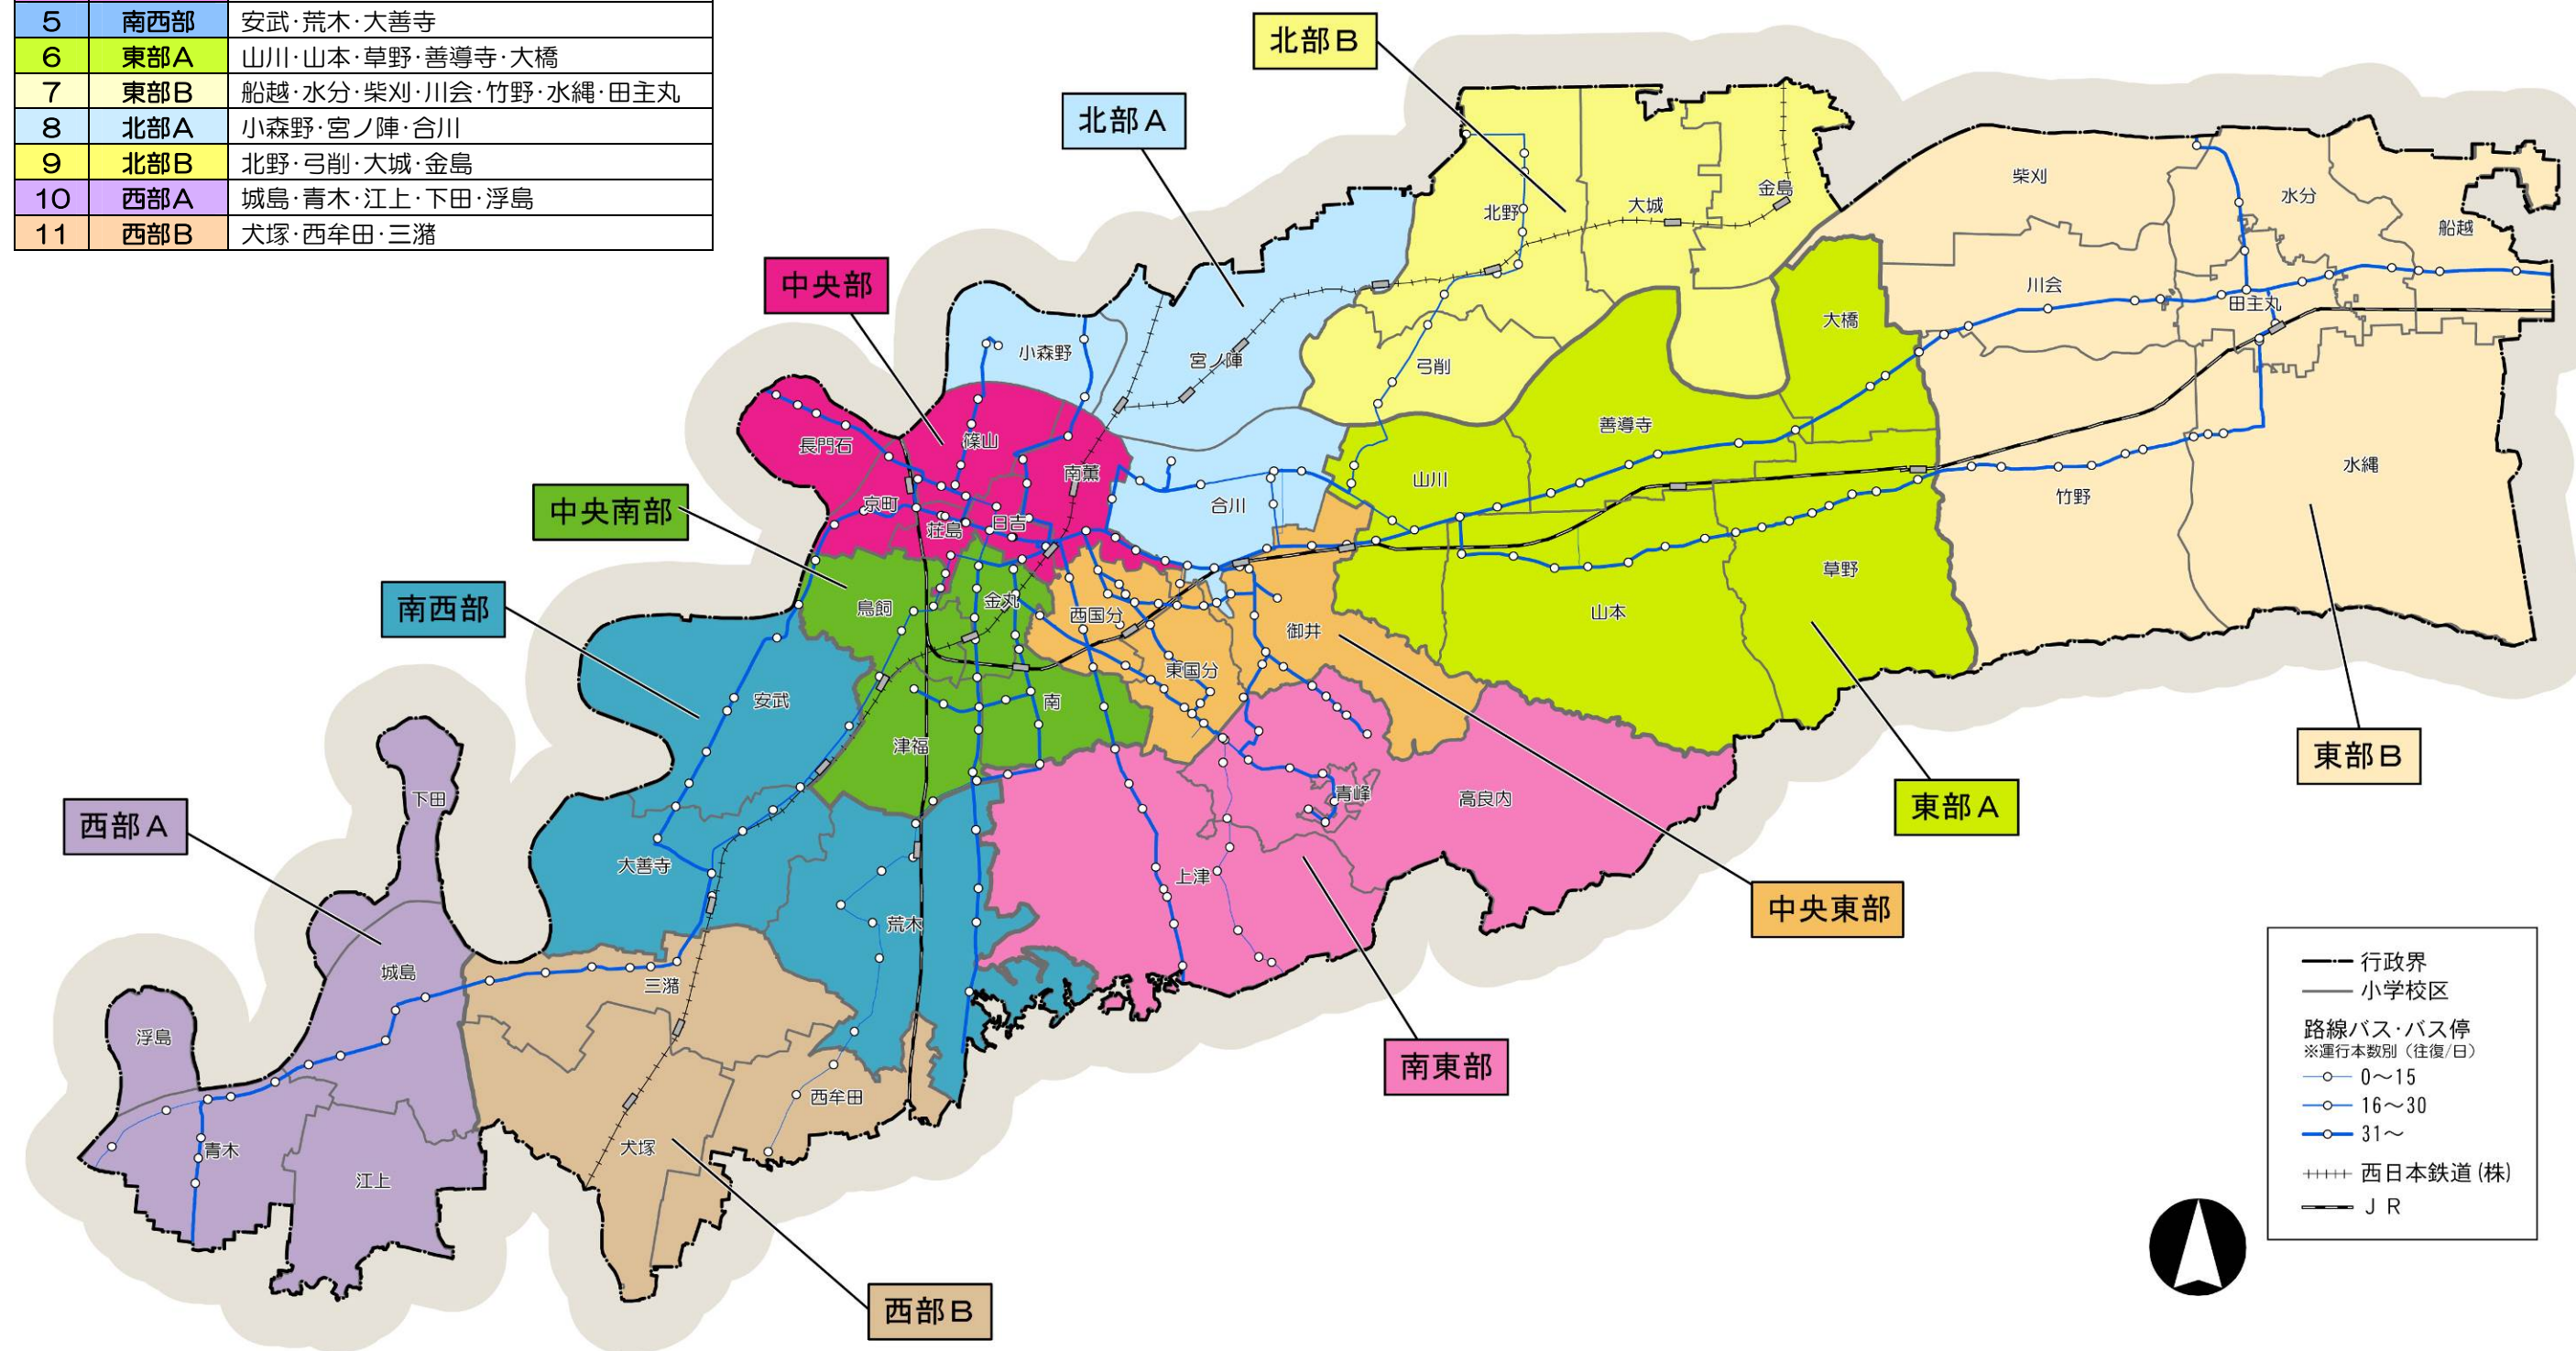 5 南西部 安武・荒木・大善寺
6 東部A 山川・山本・草野・善導寺・大橋
7 東部B 船越・水分・柴刈・川会・竹野・水縄・田主丸
8 北部A 小森野・宮ノ陣・合川
9 北部B 北野・弓削・大城・金島
10 西部A 城島・青木・江上・下田・浮島
11 西部B 犬塚・西牟田・三潴
北部B
北部A
中央部
中央南部
南西部
西部A
西部B
南東部
中央東部
東部A
東部B
柴刈
水分
船越
金島
大城
北野
川会
田主丸
大橋
小森野
宮ノ陣
弓削
善導寺
長門石
篠山
南薫
山川
水縄
竹野
京町
荘島
日吉
合川
草野
鳥飼
金丸
西国分
御井
山本
東国分
安武
南
津福
下田
青峰
高良内
大善寺
上津
荒木
城島
三潴
浮島
西牟田
青木
犬塚
江上
行政界
小学校区
路線バス・バス停
※運行本数別（往復/日）
0～15
16～30
31～
西日本鉄道(株)
JR